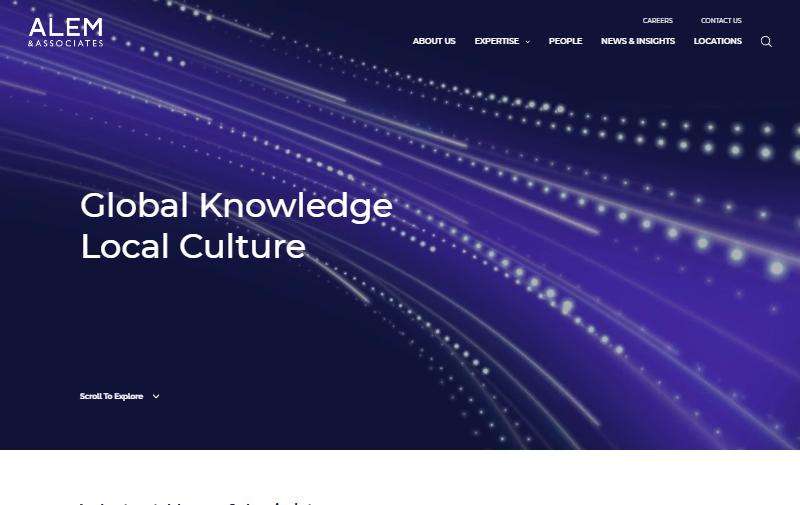 ALEM
&ASSOCIATES
CAREERS
CONTACT US
ABOUT US
EXPERTISE
PEOPLE
NEWS & INSIGHTS
LOCATIONS
Global Knowledge
Local Culture
Scroll To Explore